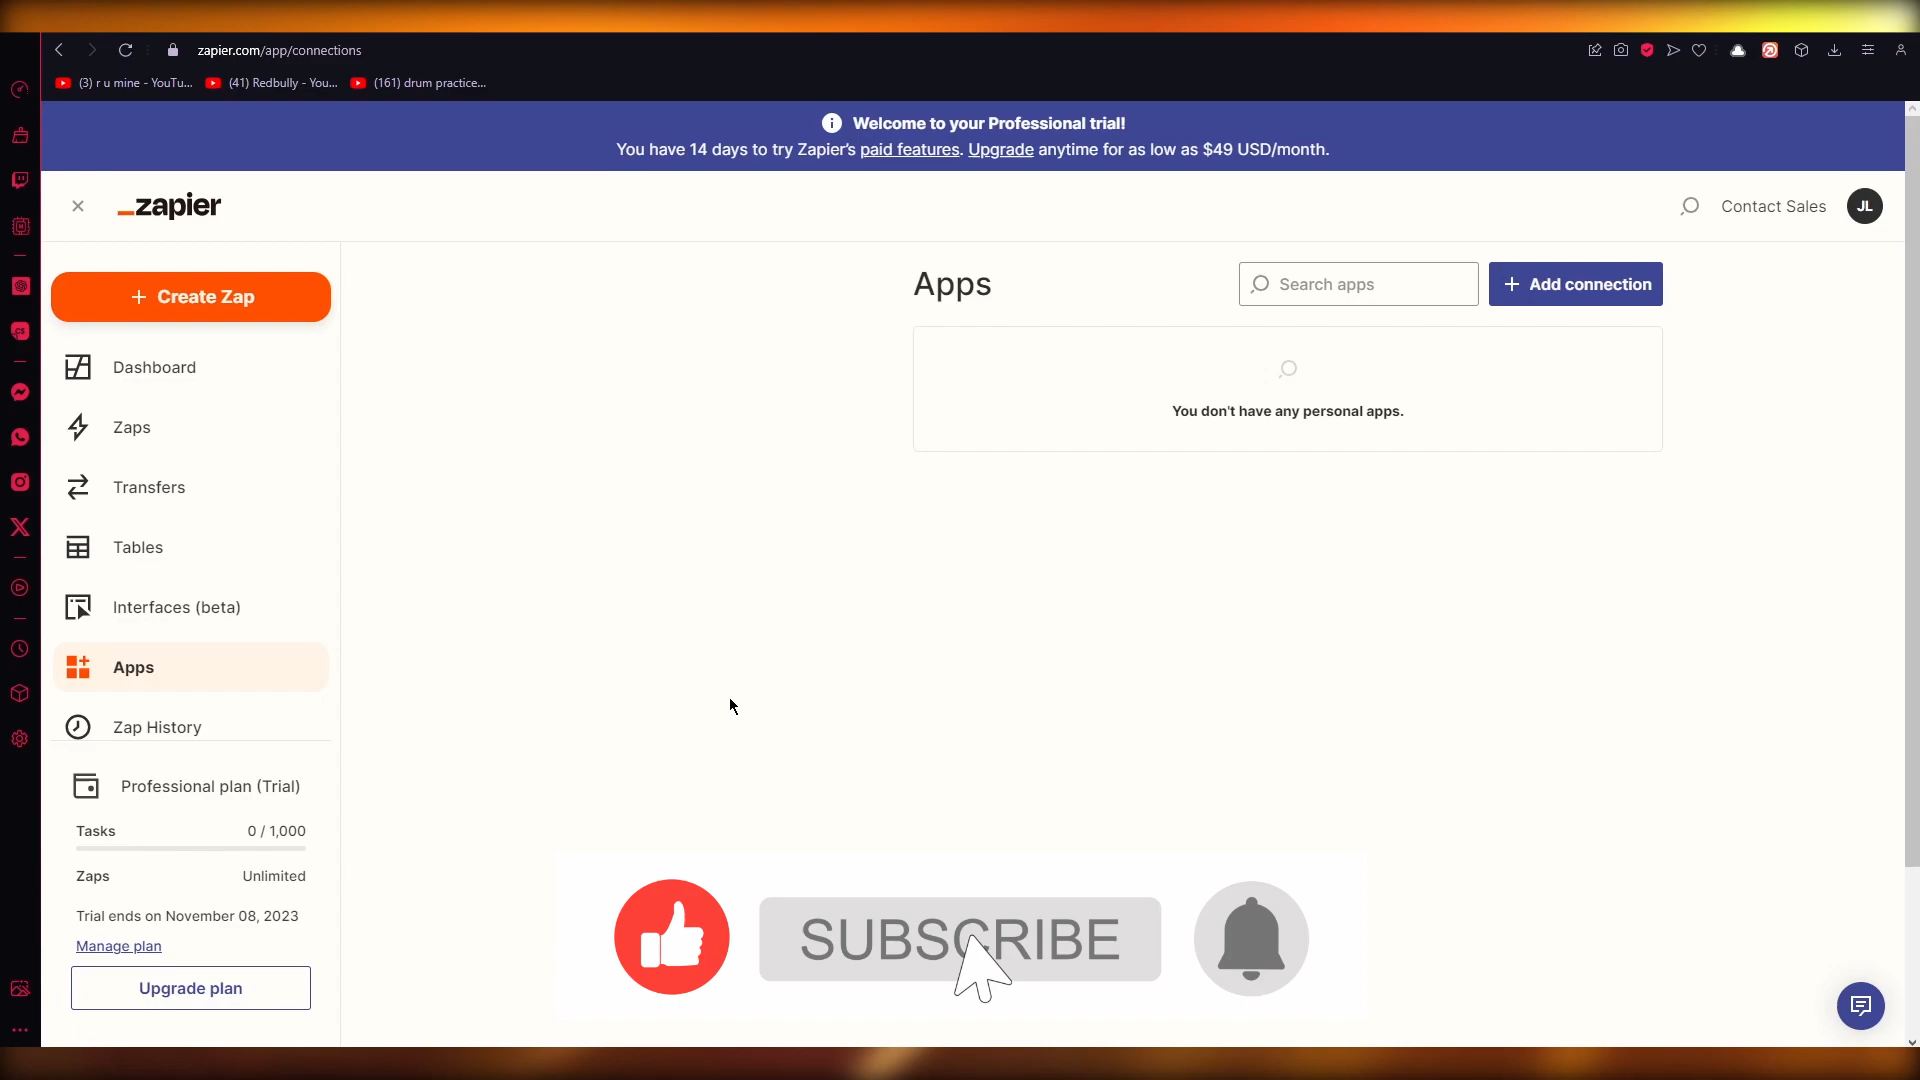 zapier.com/app/connections
(3) r u mine - YouTu...
(41) Redbully - You...
(161) drum practice...
Welcome to your Professional trial!
You have 14 days to try Zapier's paid features. Upgrade anytime for as low as $49 USD/month.
_zapier
Contact Sales
JL
+ Create Zap
Apps
Search apps
+ Add connection
You don't have any personal apps.
Dashboard
Zaps
Transfers
Tables
Interfaces (beta)
Apps
Zap History
Professional plan (Trial)
Tasks 0 / 1,000
Zaps Unlimited
Trial ends on November 08, 2023
Manage plan
Upgrade plan
SUBSCRIBE